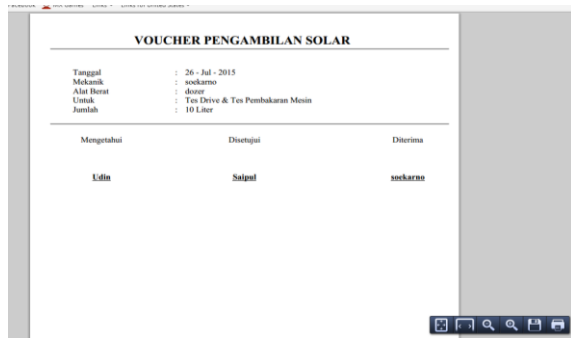 VOUCHER PENGAMBILAN SOLAR
Tanggal : 26 - Jul - 2015
Mekanik : soekarno
Alat Berat : dozer
Untuk : Tes Drive & Tes Pembakaran Mesin
Jumlah : 10 Liter
Mengetahui Disetujui Diterima
Udin Saipul soekarno